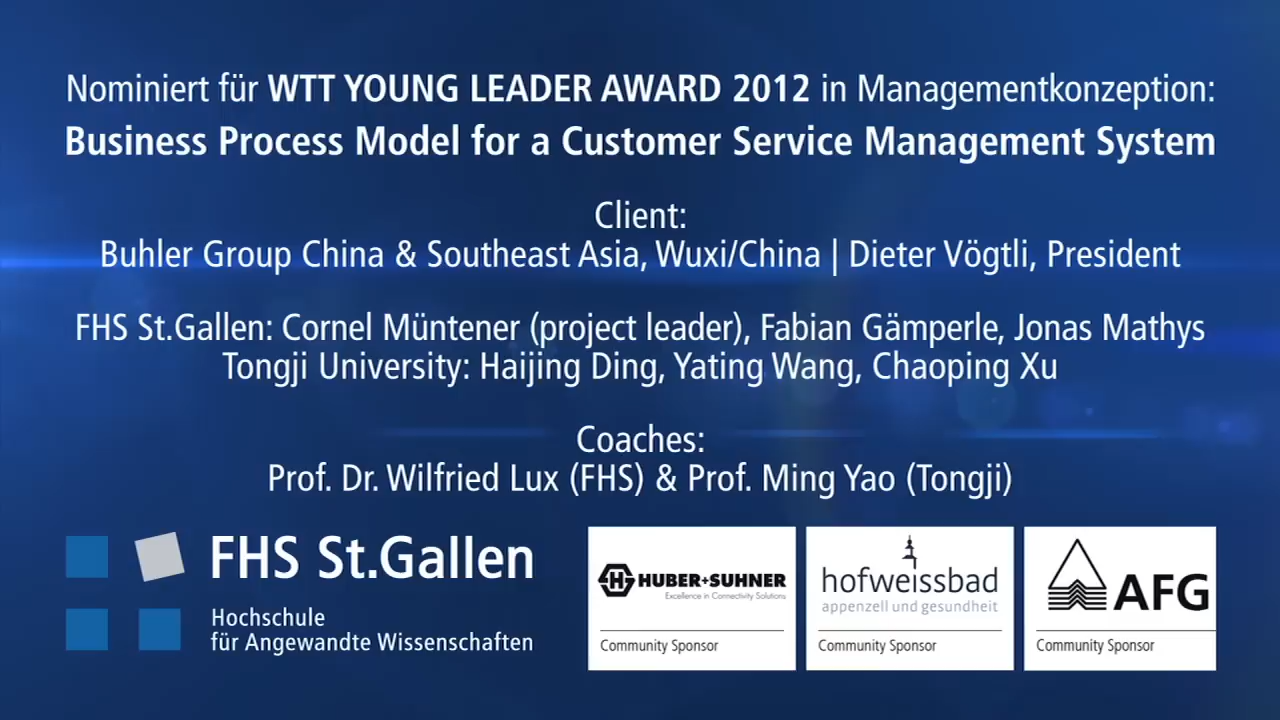 Nominiert für WTT YOUNG LEADER AWARD 2012 in Managementkonzeption:
Business Process Model for a Customer Service Management System
Client:
Buhler Group China & Southeast Asia, Wuxi/China | Dieter Vögtli, President
FHS St.Gallen: Cornel Müntener (project leader), Fabian Gämperle, Jonas Mathys
Tongji University: Haijing Ding, Yating Wang, Chaoping Xu
Coaches:
Prof. Dr. Wilfried Lux (FHS) & Prof. Ming Yao (Tongji)
FHS St.Gallen
Hochschule
für Angewandte Wissenschaften
HUBER+SUHNER
Excellence in Connectivity Solutions
Community Sponsor
hofweissbad
appenzell und gesundheit
Community Sponsor
AFG
Community Sponsor